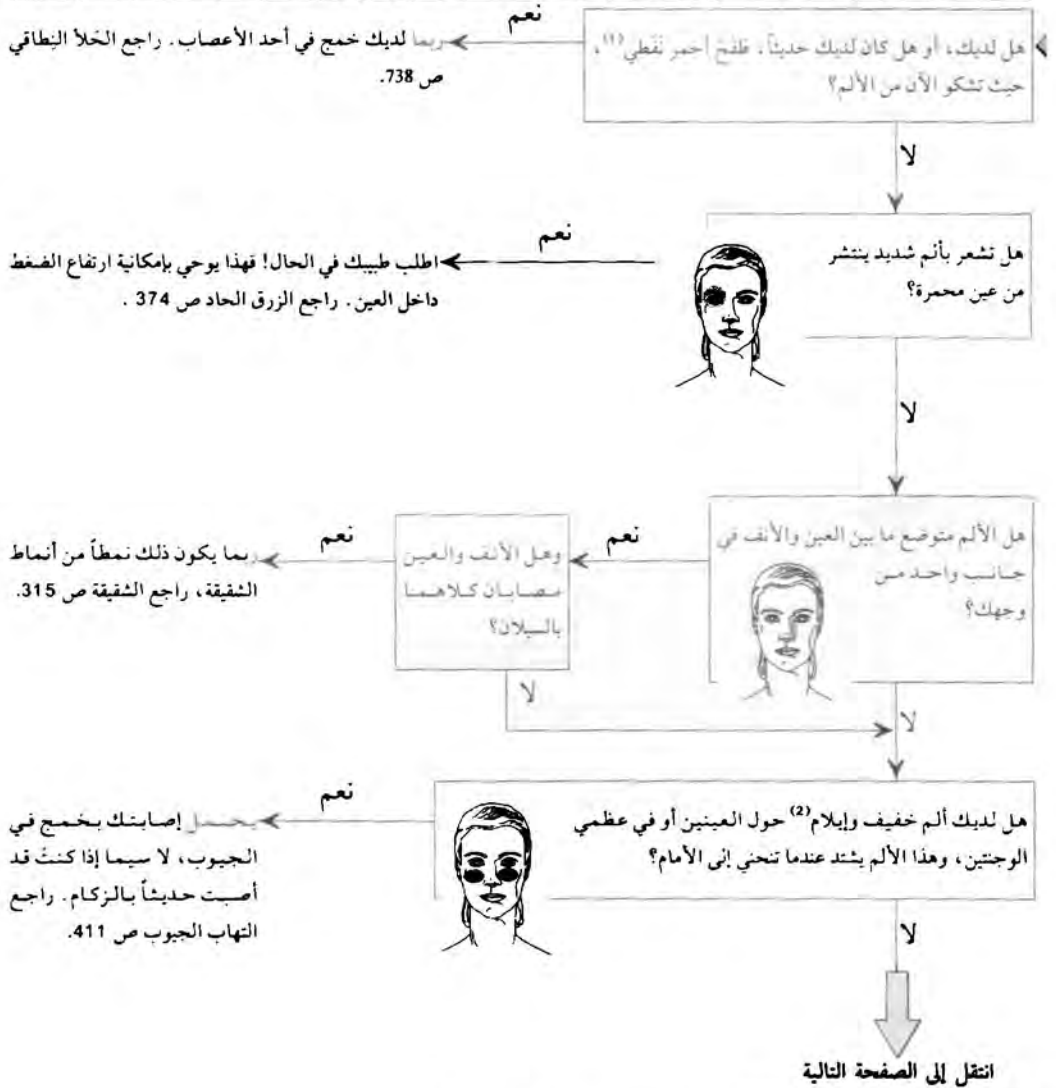 هل لديك، أو هل كان لديك حديثاً، طفح أحمر نفطي(1)،
حيث تشكو الآن من الألم؟
نعم
ربما لديك خمج في أحد الأعصاب. راجع الحَلأ النِطاقي
ص 738.
لا
هل تشعر بألم شديد ينتشر
من عين محمرة؟
نعم
اطلب طبيبك في الحال! فهذا يوحي بإمكانية ارتفاع الضغط
داخل العين. راجع الزرق الحاد ص 374 .
لا
هل الألم متوضع ما بين العين والأنف في
جانب واحد من
وجهك؟
نعم
وهل الأنف والعين
مصابان كلاهما
بالسيلان؟
نعم
ربما يكون ذلك نمطاً من أنماط
الشقيقة، راجع الشقيقة ص 315.
لا
لا
هل لديك ألم خفيف وإيلام(2) حول العينين أو في عظمي
الوجنتين، وهذا الألم يشتد عندما تنحني إلى الأمام؟
نعم
يحتمل إصابتك بخمج في
الجيوب، لا سيما إذا كنتَ قد
أصبت حديثاً بالزكام. راجع
التهاب الجيوب ص 411.
لا
انتقل إلى الصفحة التالية